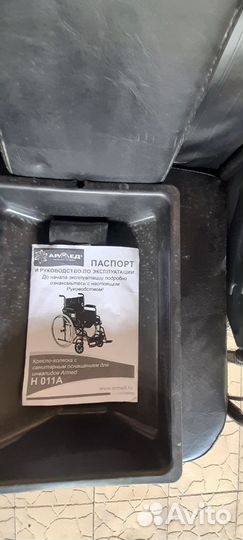 АРМЕД
ПАСПОРТ
И РУКОВОДСТВО ПО ЭКСПЛУАТАЦИИ
До начала эксплуатации подробно
ознакомьтесь с настоящим
Руководством!
Кресло-коляска с
санитарным оснащением для
инвалидов Armed
H 011A
www.armed.ru
Avito